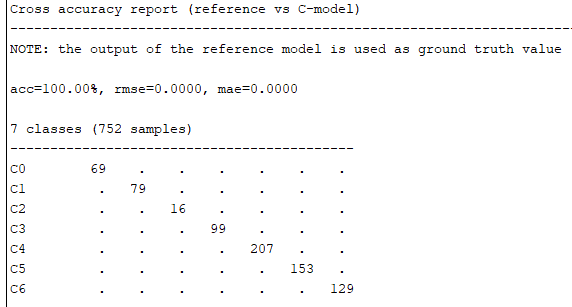 Cross accuracy report (reference vs C-model)
----------------------------------------------------------------------
NOTE: the output of the reference model is used as ground truth value
acc=100.00%, rmse=0.0000, mae=0.0000
7 classes (752 samples)
-------------------------------------------
C0        69    .    .    .    .    .    .
C1         .   79    .    .    .    .    .
C2         .    .   16    .    .    .    .
C3         .    .    .   99    .    .    .
C4         .    .    .    .  207    .    .
C5         .    .    .    .    .  153    .
C6         .    .    .    .    .    .  129